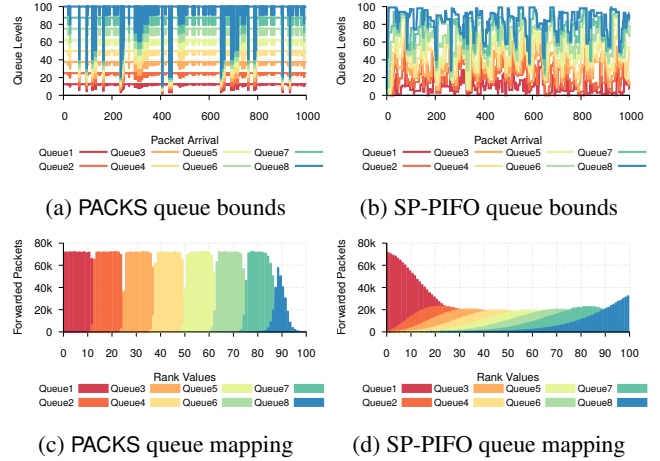 100
80
60
40
20
0
Queue Levels
0 200 400 600 800 1000
Packet Arrival
Queue1 Queue3 Queue5 Queue7
Queue2 Queue4 Queue6 Queue8
(a) PACKS queue bounds
100
80
60
40
20
0
Queue Levels
0 200 400 600 800 1000
Packet Arrival
Queue1 Queue3 Queue5 Queue7
Queue2 Queue4 Queue6 Queue8
(b) SP-PIFO queue bounds
80k
60k
40k
20k
0
Forwarded Packets
0 10 20 30 40 50 60 70 80 90 100
Rank Values
Queue1 Queue3 Queue5 Queue7
Queue2 Queue4 Queue6 Queue8
(c) PACKS queue mapping
80k
60k
40k
20k
0
Forwarded Packets
0 10 20 30 40 50 60 70 80 90 100
Rank Values
Queue1 Queue3 Queue5 Queue7
Queue2 Queue4 Queue6 Queue8
(d) SP-PIFO queue mapping